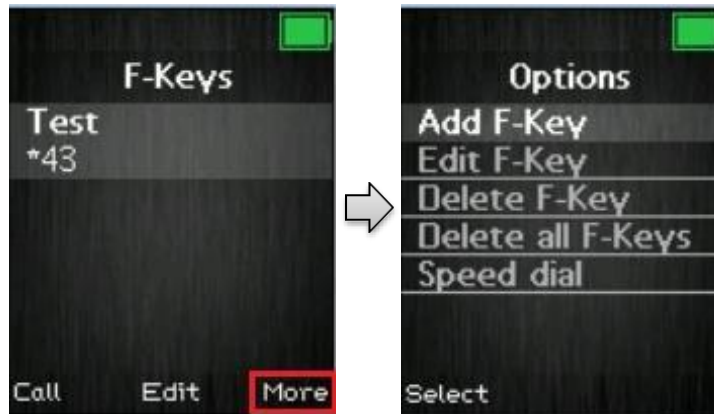 F-Keys
Test
*43
Call Edit More
Options
Add F-Key
Edit F-Key
Delete F-Key
Delete all F-Keys
Speed dial
Select